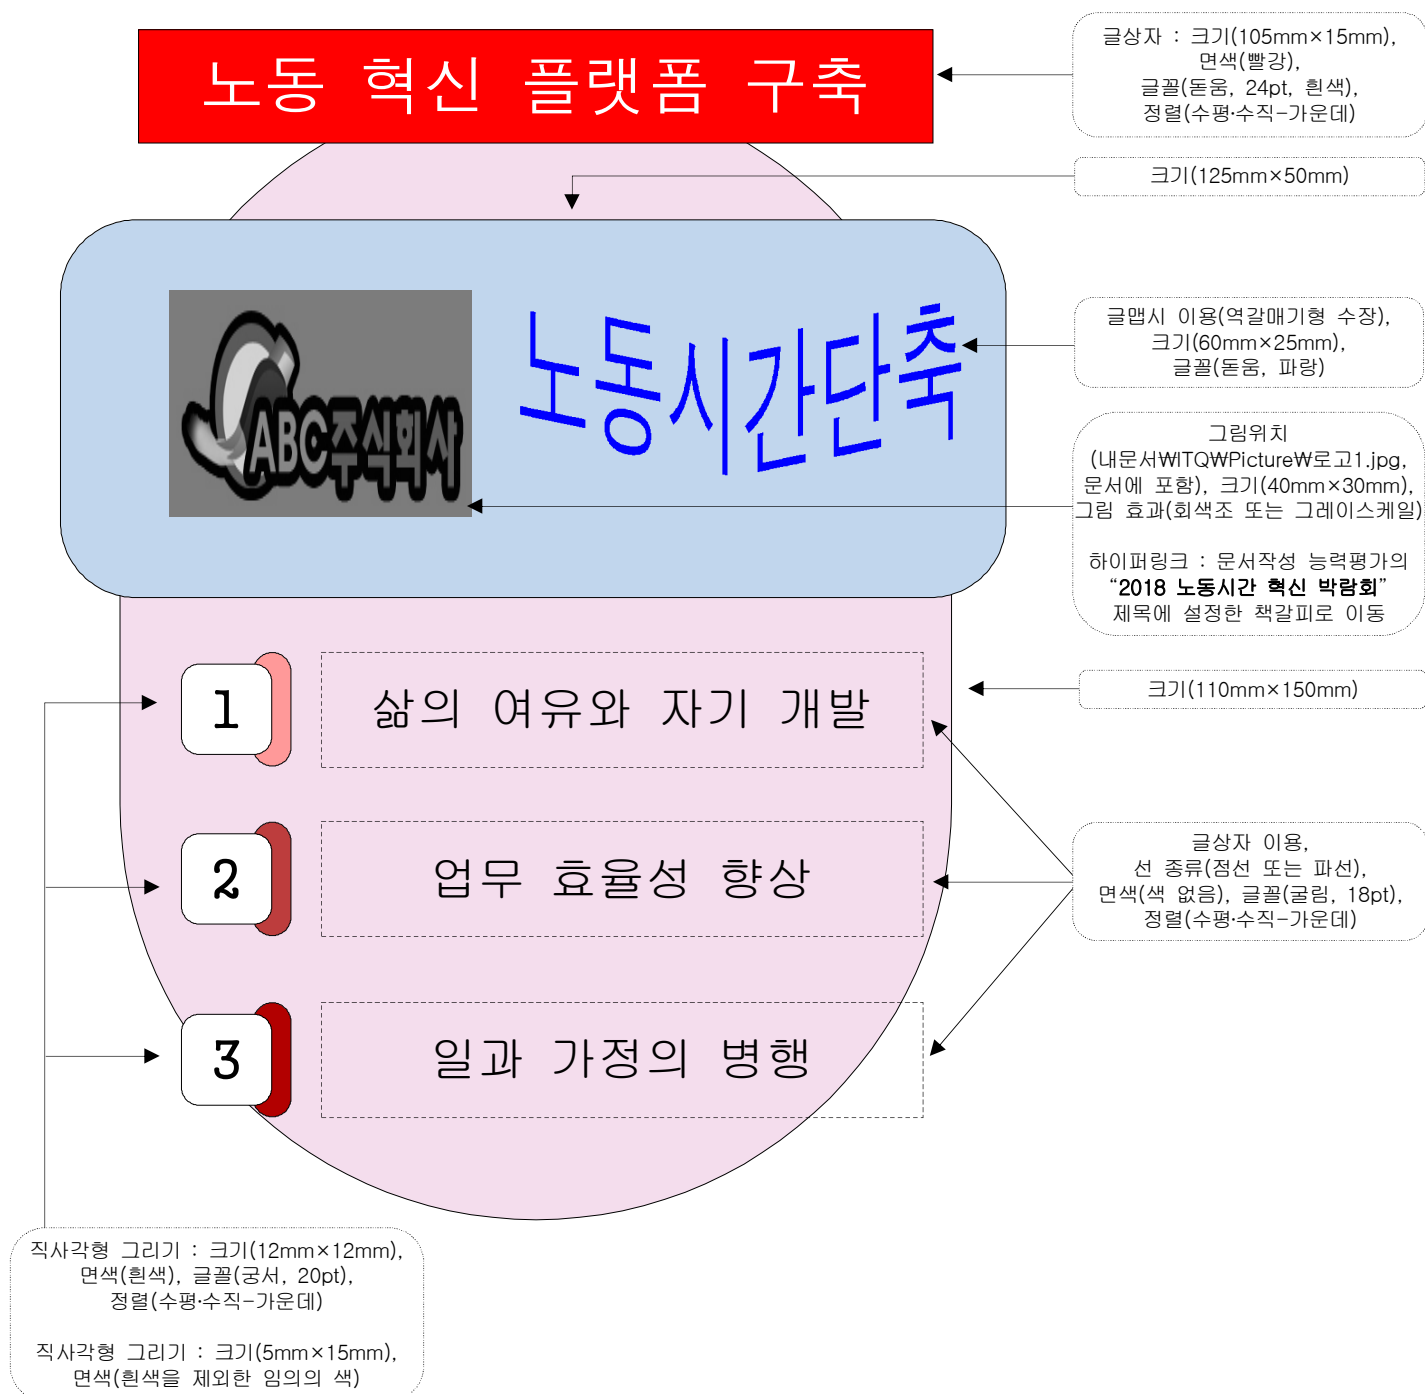 노동 혁신 플랫폼 구축
글상자 : 크기(105mm×15mm),
면색(빨강),
글꼴(돋움, 24pt, 흰색),
정렬(수평·수직-가운데)
크기(125mm×50mm)
ABC주식회사
노동시간단축
글맵시 이용(역갈매기형 수장),
크기(60mm×25mm),
글꼴(돋움, 파랑)
그림위치
(내문서₩ITQ₩Picture₩로고1.jpg,
문서에 포함), 크기(40mm×30mm),
그림 효과(회색조 또는 그레이스케일)
하이퍼링크 : 문서작성 능력평가의
“2018 노동시간 혁신 박람회”
제목에 설정한 책갈피로 이동
1
삶의 여유와 자기 개발
크기(110mm×150mm)
2
업무 효율성 향상
글상자 이용,
선 종류(점선 또는 파선),
면색(색 없음), 글꼴(굴림, 18pt),
정렬(수평·수직-가운데)
3
일과 가정의 병행
직사각형 그리기 : 크기(12mm×12mm),
면색(흰색), 글꼴(궁서, 20pt),
정렬(수평·수직-가운데)
직사각형 그리기 : 크기(5mm×15mm),
면색(흰색을 제외한 임의의 색)